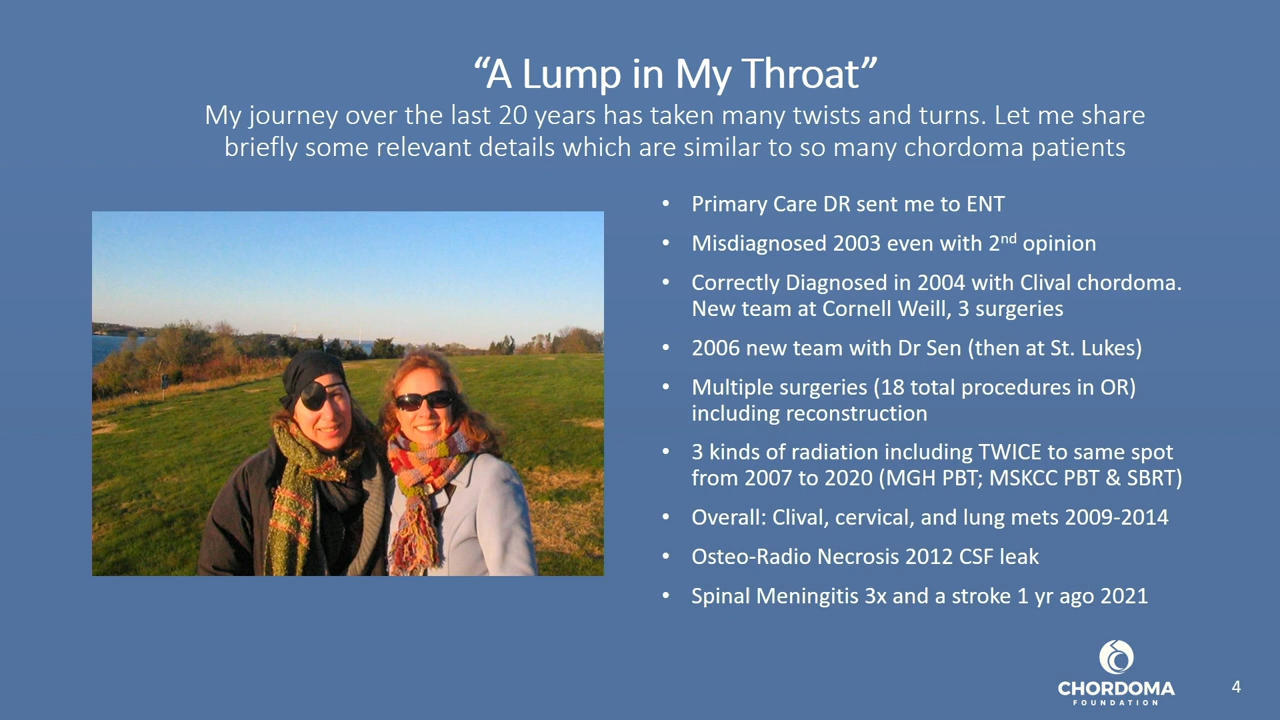 “A Lump in My Throat”
My journey over the last 20 years has taken many twists and turns. Let me share
briefly some relevant details which are similar to so many chordoma patients
• Primary Care DR sent me to ENT
• Misdiagnosed 2003 even with 2nd opinion
• Correctly Diagnosed in 2004 with Clival chordoma.
New team at Cornell Weill, 3 surgeries
• 2006 new team with Dr Sen (then at St. Lukes)
• Multiple surgeries (18 total procedures in OR)
including reconstruction
• 3 kinds of radiation including TWICE to same spot
from 2007 to 2020 (MGH PBT; MSKCC PBT & SBRT)
• Overall: Clival, cervical, and lung mets 2009-2014
• Osteo-Radio Necrosis 2012 CSF leak
• Spinal Meningitis 3x and a stroke 1 yr ago 2021
CHORDOMA
FOUNDATION
4